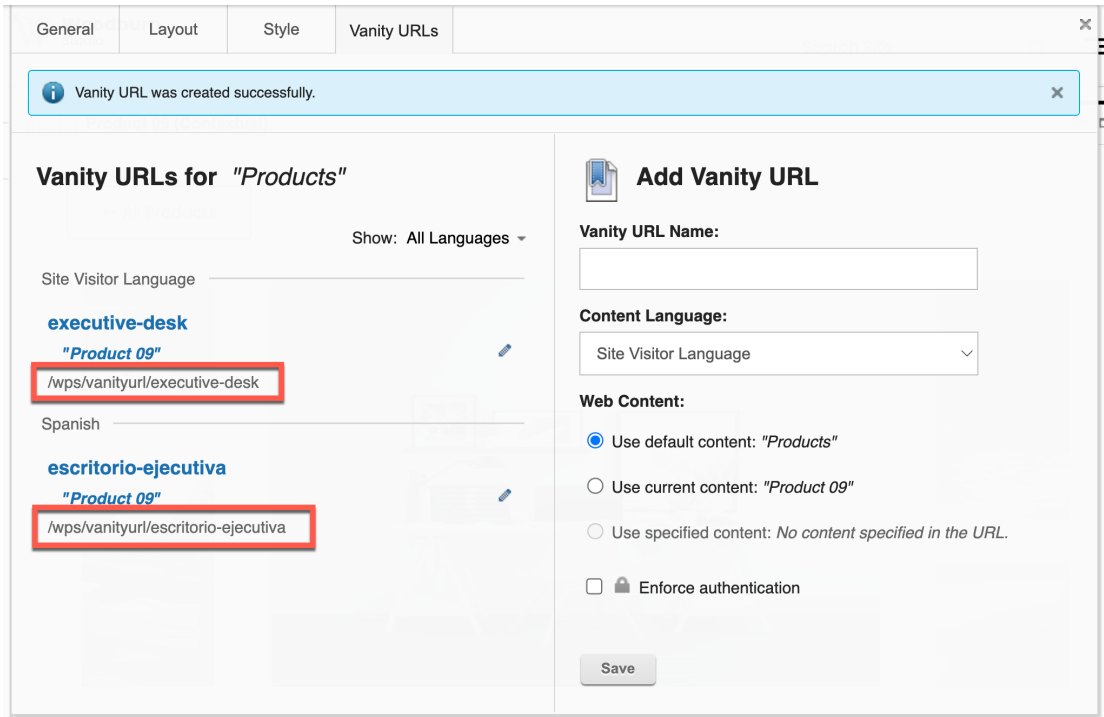 General
Layout
Style
Vanity URLs
Vanity URL was created successfully.
Vanity URLs for "Products"
Show: All Languages
Site Visitor Language
executive-desk
"Product 09"
/wps/vanityurl/executive-desk
Spanish
escritorio-ejecutiva
"Product 09"
/wps/vanityurl/escritorio-ejecutiva
Add Vanity URL
Vanity URL Name:
Content Language:
Site Visitor Language
Web Content:
Use default content: "Products"
Use current content: "Product 09"
Use specified content: No content specified in the URL.
Enforce authentication
Save